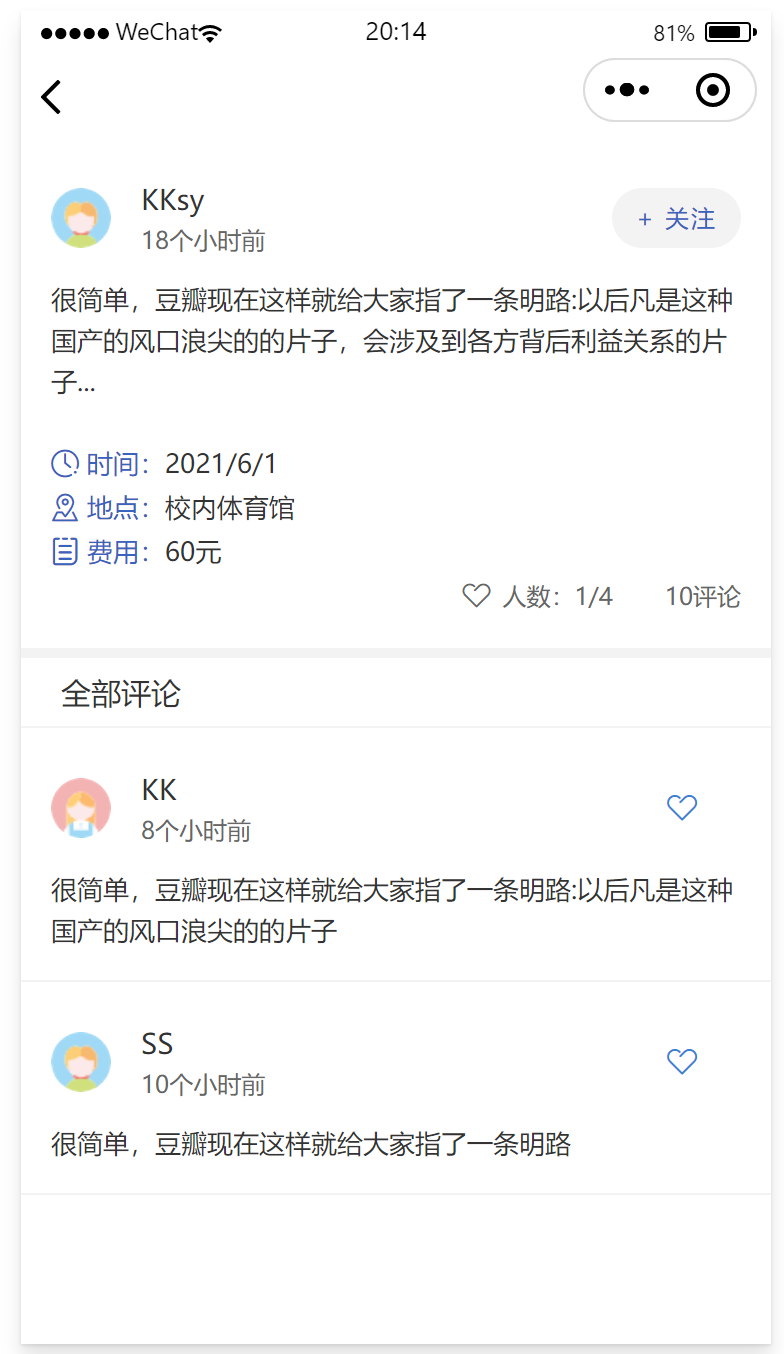 WeChat 20:14 81%
KKsy
18个小时前
+ 关注
很简单，豆瓣现在这样就给大家指了一条明路:以后凡是这种
国产的风口浪尖的的片子，会涉及到各方背后利益关系的片
子...
时间：2021/6/1
地点：校内体育馆
费用：60元
人数：1/4 10评论
全部评论
KK
8个小时前
很简单，豆瓣现在这样就给大家指了一条明路:以后凡是这种
国产的风口浪尖的的片子
SS
10个小时前
很简单，豆瓣现在这样就给大家指了一条明路